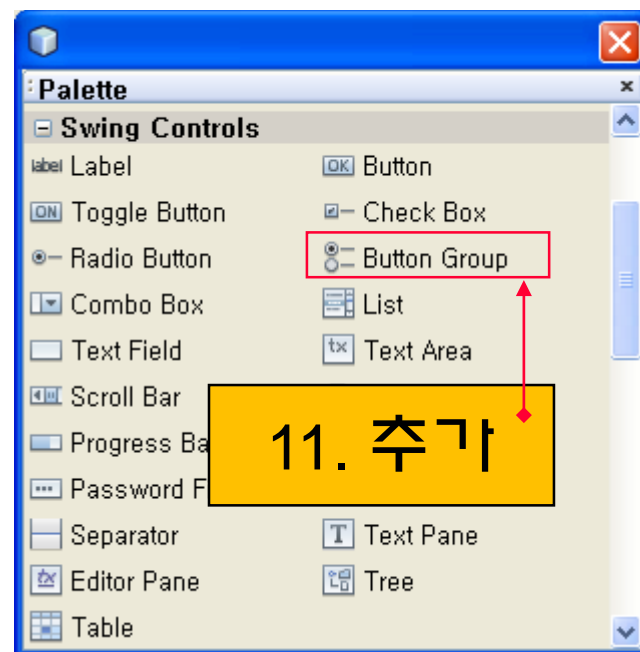 Palette
Swing Controls
label Label
OK Button
ON Toggle Button
Check Box
Radio Button
Button Group
Combo Box
List
Text Field
tx Text Area
Scroll Bar
Progress Ba
11. 추가
Password F
Separator
T Text Pane
tx Editor Pane
Tree
Table